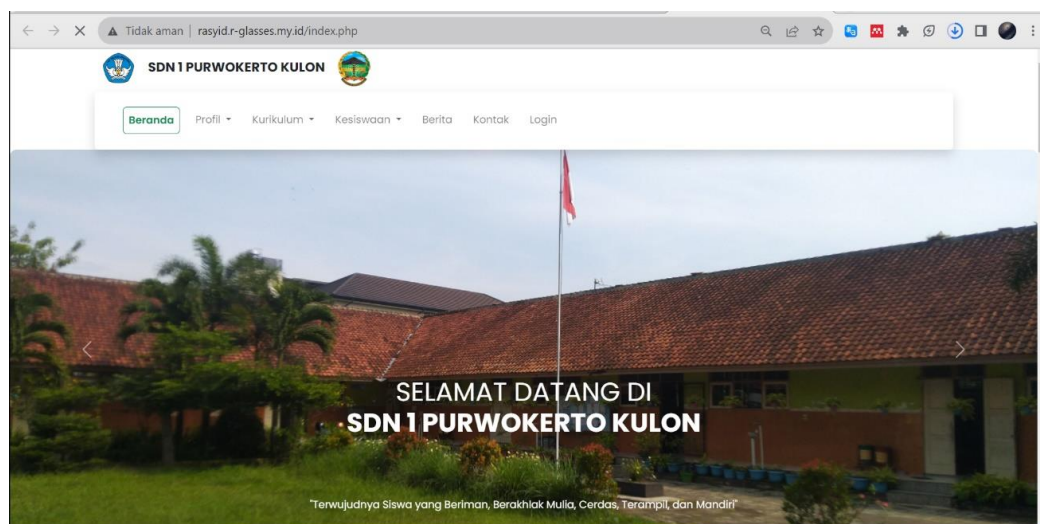 Tidak aman | rasyid.r-glasses.my.id/index.php
SDN 1 PURWOKERTO KULON
Beranda Profil Kurikulum Kesiswaan Berita Kontak Login
SELAMAT DATANG DI
SDN 1 PURWOKERTO KULON
"Terwujudnya Siswa yang Beriman, Berakhlak Mulia, Cerdas, Terampil, dan Mandiri"